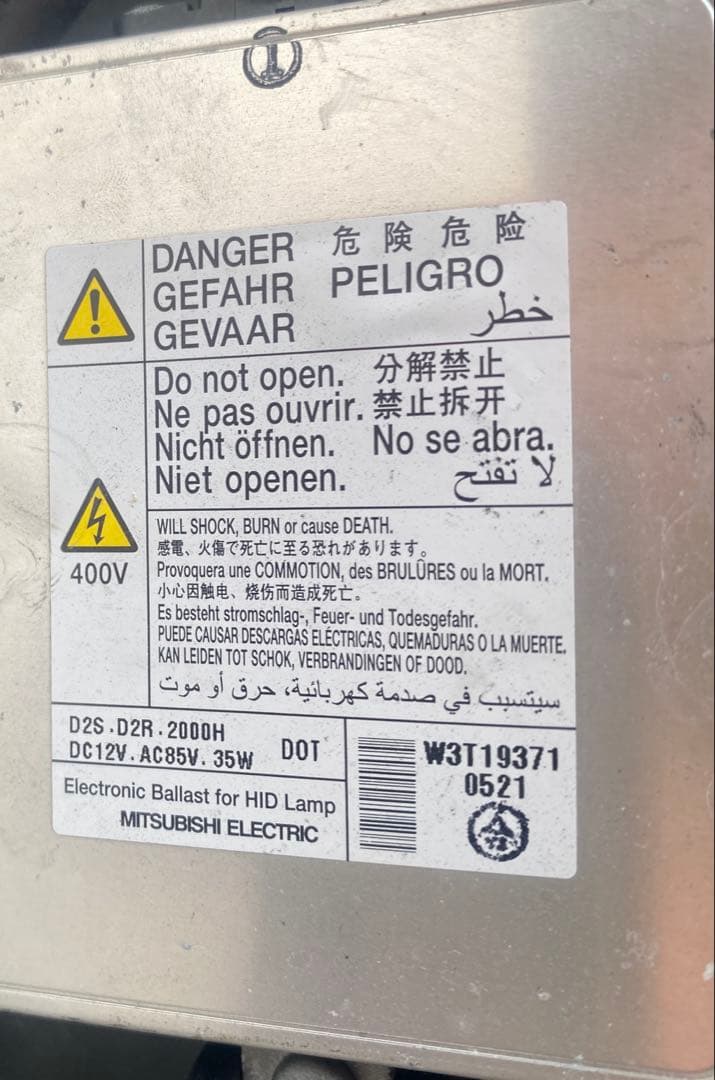 DANGER 危険 危险
GEFAHR PELIGRO
GEVAAR خطر
Do not open. 分解禁止
Ne pas ouvrir. 禁止拆开
Nicht öffnen. No se abra.
Niet openen. لا تفتح
400V
WILL SHOCK, BURN or cause DEATH.
感電、火傷で死亡に至る恐れがあります。
Provoquera une COMMOTION, des BRULÛRES ou la MORT.
小心因触电、烧伤而造成死亡。
Es besteht stromschlag-, Feuer- und Todesgefahr.
PUEDE CAUSAR DESCARGAS ELÉCTRICAS, QUEMADURAS O LA MUERTE.
KAN LEIDEN TOT SCHOK, VERBRANDINGEN OF DOOD.
سيتسبب في صدمة كهربائية، حرق أو موت
D2S.D2R.2000H
DC12V.AC85V.35W DOT
Electronic Ballast for HID Lamp
MITSUBISHI ELECTRIC
W3T19371
0521